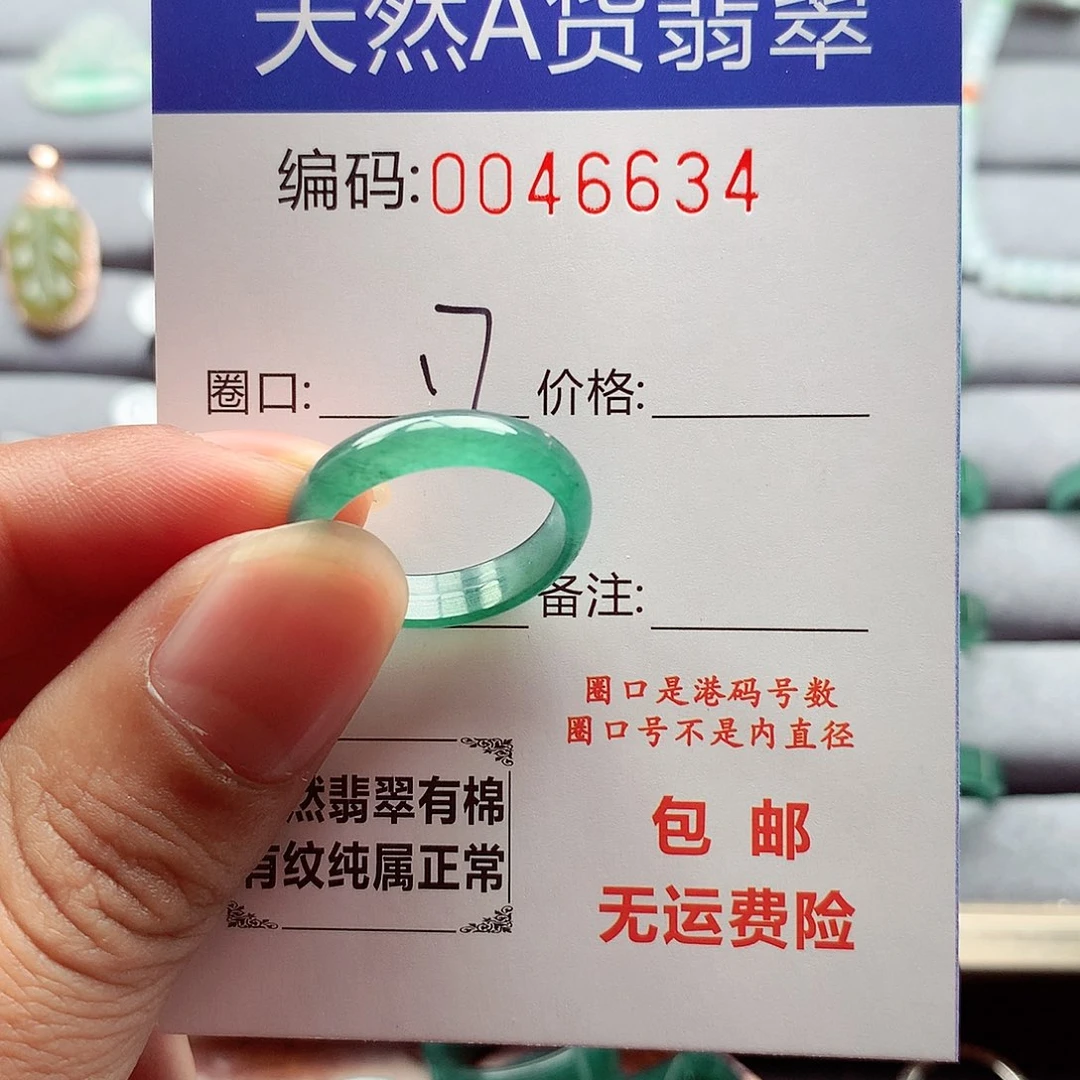 天然A货翡翠
编码:0046634
圈口: 17 价格:
备注:
圈口是港码号数
圈口号不是内直径
然翡翠有棉
有纹纯属正常
包 邮
无运费险